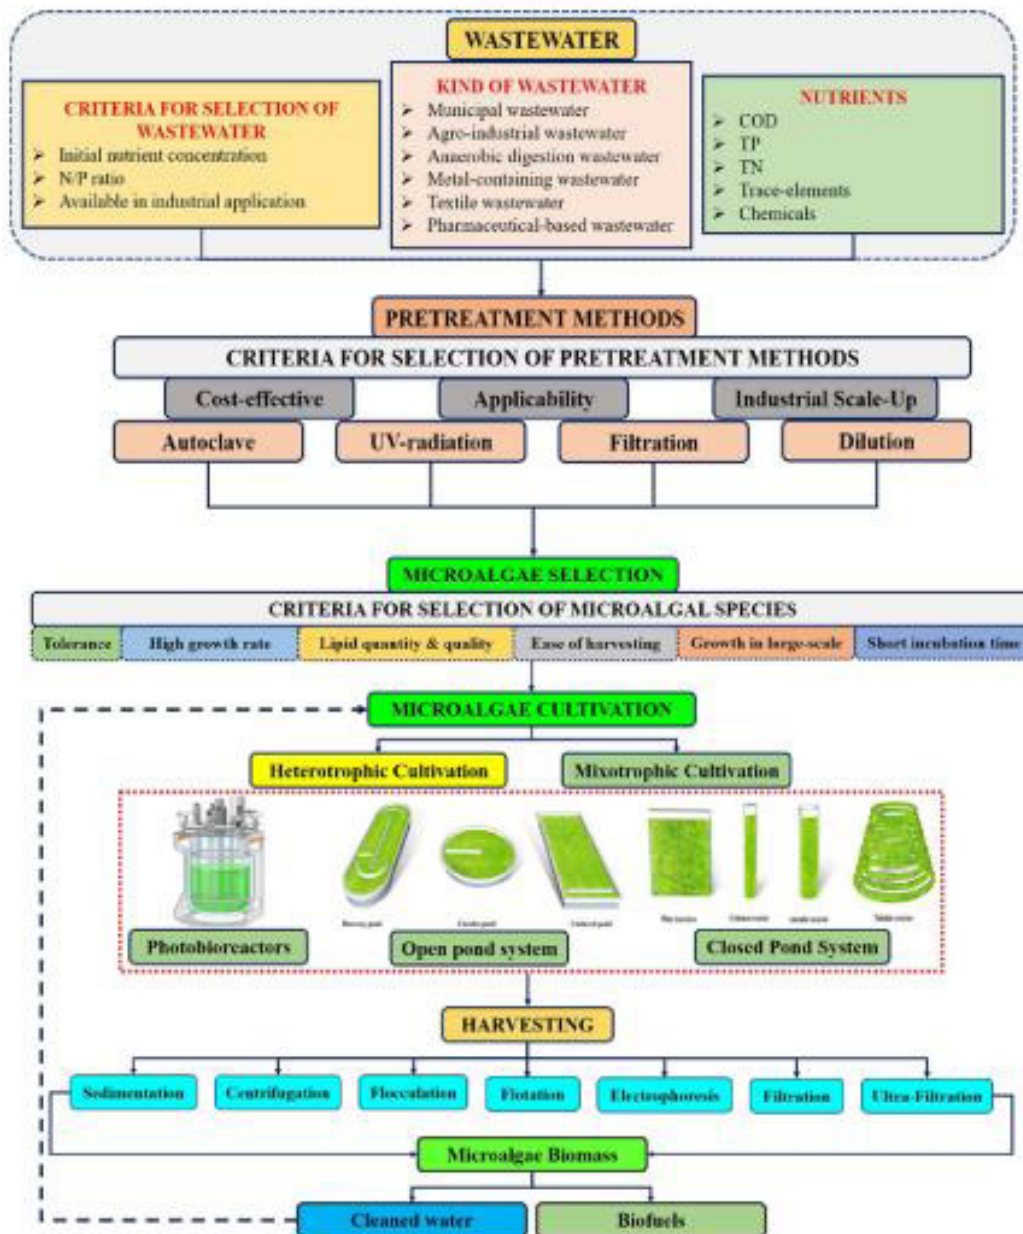 WASTEWATER
CRITERIA FOR SELECTION OF
WASTEWATER
➢ Initial nutrient concentration
➢ N/P ratio
➢ Available in industrial application
KIND OF WASTEWATER
➢ Municipal wastewater
➢ Agro-industrial wastewater
➢ Anaerobic digestion wastewater
➢ Metal-containing wastewater
➢ Textile wastewater
➢ Pharmaceutical-based wastewater
NUTRIENTS
➢ COD
➢ TP
➢ TN
➢ Trace-elements
➢ Chemicals
PRETREATMENT METHODS
CRITERIA FOR SELECTION OF PRETREATMENT METHODS
Cost-effective
Applicability
Industrial Scale-Up
Autoclave
UV-radiation
Filtration
Dilution
MICROALGAE SELECTION
CRITERIA FOR SELECTION OF MICROALGAL SPECIES
Tolerance
High growth rate
Lipid quantity & quality
Ease of harvesting
Growth in large-scale
Short incubation time
MICROALGAE CULTIVATION
Heterotrophic Cultivation
Mixotrophic Cultivation
Photobioreactors
Open pond system
Closed Pond System
HARVESTING
Sedimentation
Centrifugation
Flocculation
Flotation
Electrophoresis
Filtration
Ultra-Filtration
Microalgae Biomass
Cleaned water
Biofuels